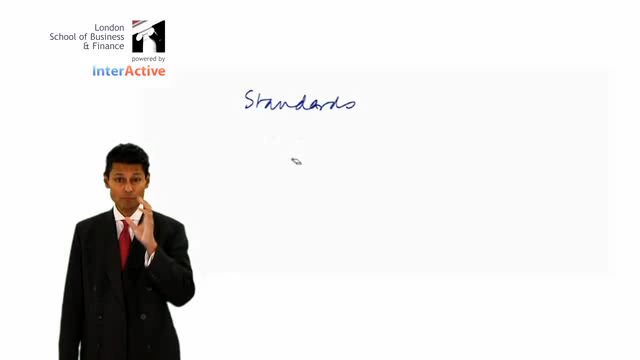 London
School of Business
& Finance
powered by
InterActive
Standards